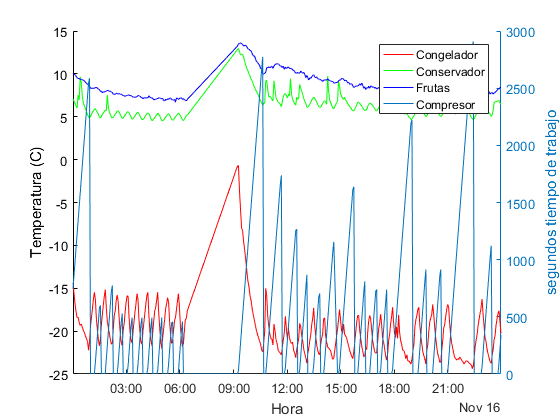 15
10
5
0
-5
-10
-15
-20
-25
Temperatura (C)
3000
2500
2000
1500
1000
500
0
segundos tiempo de trabajo
Congelador
Conservador
Frutas
Compresor
03:00 06:00 09:00 12:00 15:00 18:00 21:00
Hora
Nov 16